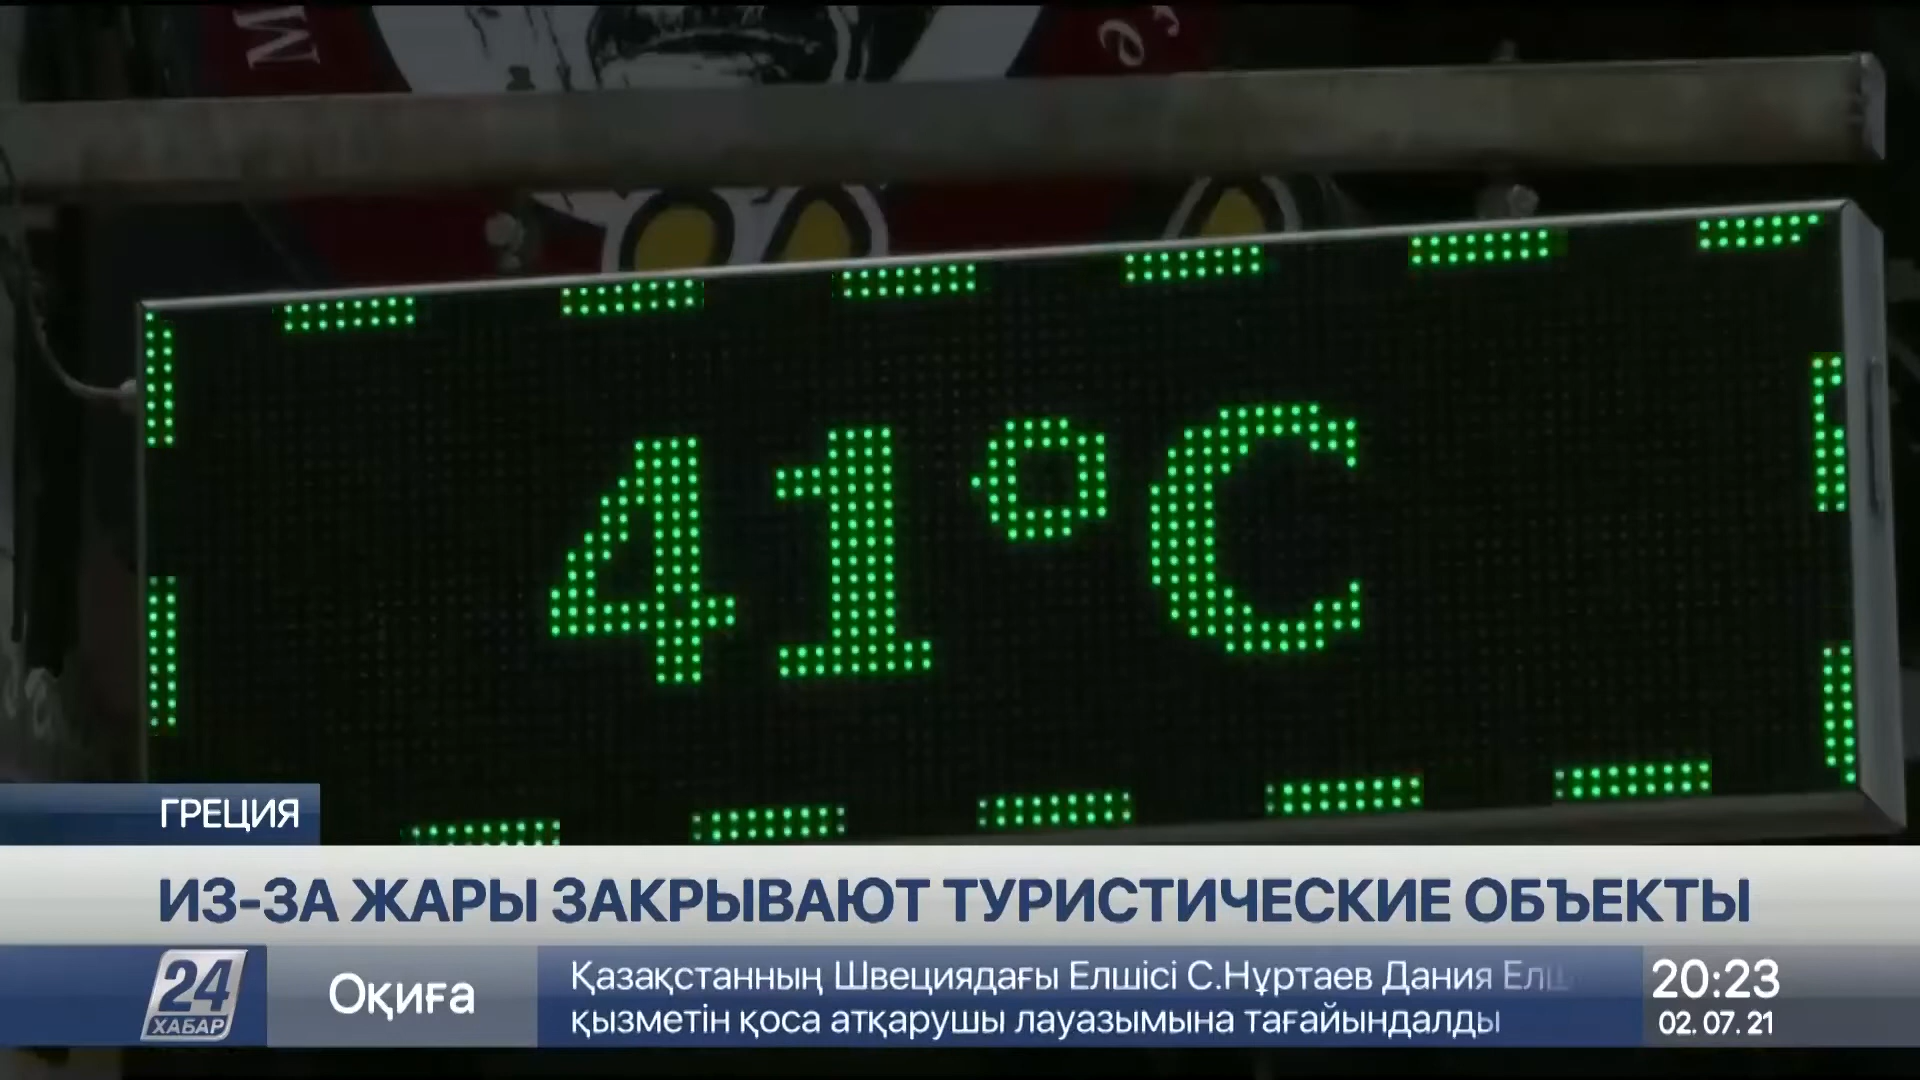 41°C
ГРЕЦИЯ
ИЗ-ЗА ЖАРЫ ЗАКРЫВАЮТ ТУРИСТИЧЕСКИЕ ОБЪЕКТЫ
24
ХАБАР
Оқиға
Қазақстанның Швециядағы Елшісі С.Нұртаев Дания
қызметін қоса атқарушы лауазымына тағайындалды
20:23
02. 07. 21